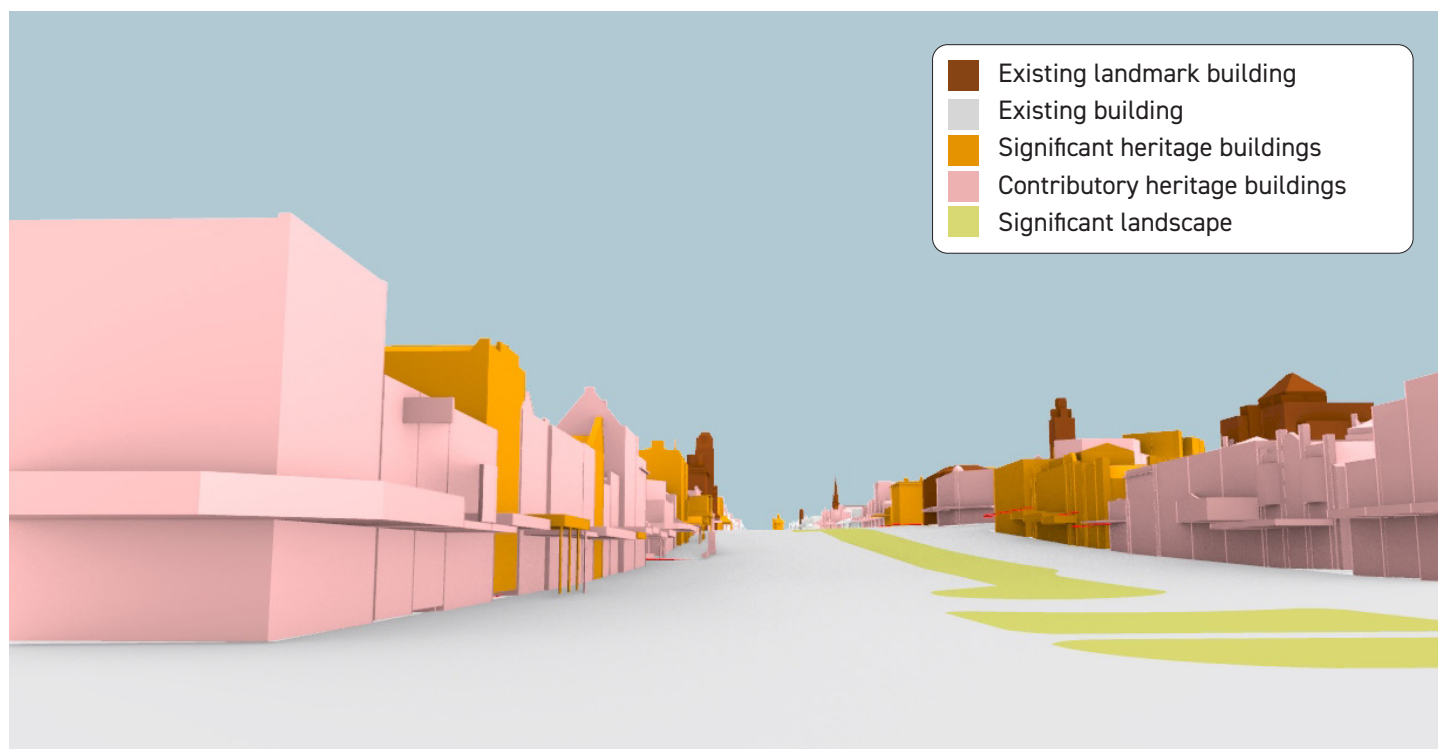 Existing landmark building
Existing building
Significant heritage buildings
Contributory heritage buildings
Significant landscape